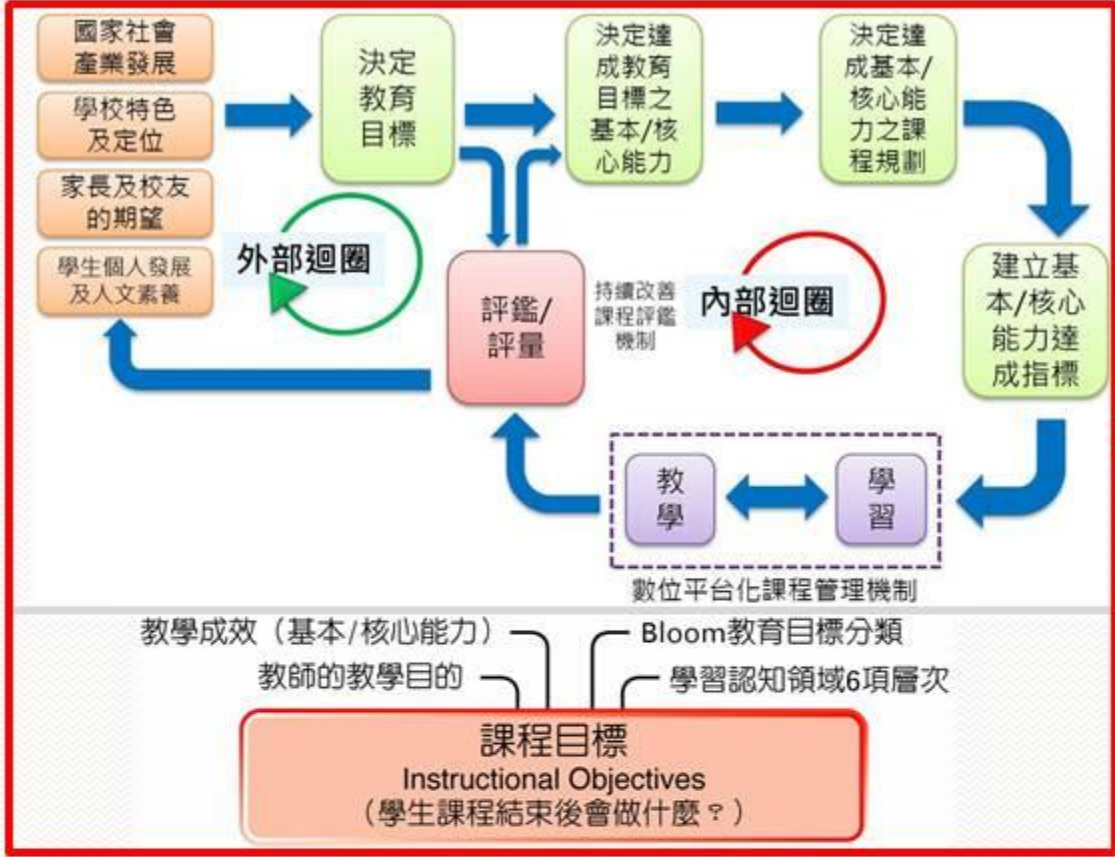 國家社會
產業發展
學校特色
及定位
家長及校友
的期望
學生個人發展
及人文素養
決定
教育
目標
決定達
成教育
目標之
基本/核
心能力
決定達
成基本/
核心能
力之課
程規劃
外部迴圈
評鑑/
評量
持續改善
課程評鑑
機制
內部迴圈
建立基
本/核心
能力達
成指標
教
學
學
習
數位平台化課程管理機制
教學成效（基本/核心能力）
Bloom教育目標分類
教師的教學目的
學習認知領域6項層次
課程目標
Instructional Objectives
（學生課程結束後會做什麼？）